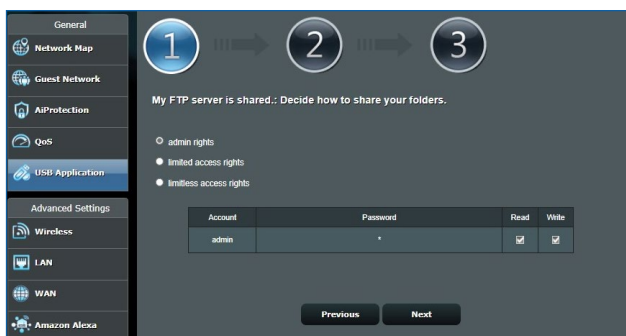 General
Network Map
Guest Network
AiProtection
QoS
USB Application
Advanced Settings
Wireless
LAN
WAN
Amazon Alexa
1 2 3
My FTP server is shared.: Decide how to share your folders.
admin rights
limited access rights
limitless access rights
Account Password Read Write
admin *
Previous Next